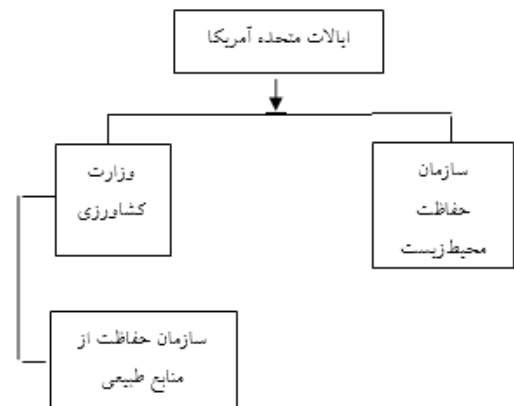 ایالات متحده آمریکا
سازمان
حفاظت
محیط‌زیست
وزارت
کشاورزی
سازمان حفاظت از
منابع طبیعی